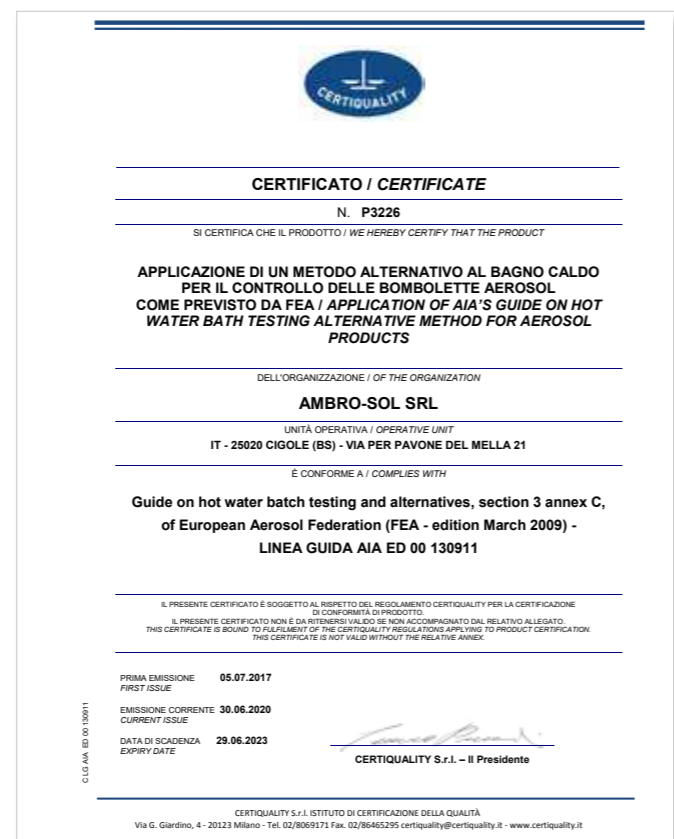 CERTIQUALITY
CERTIFICATO / CERTIFICATE
N. P3226
SI CERTIFICA CHE IL PRODOTTO / WE HEREBY CERTIFY THAT THE PRODUCT
APPLICAZIONE DI UN METODO ALTERNATIVO AL BAGNO CALDO
PER IL CONTROLLO DELLE BOMBOLETTE AEROSOL
COME PREVISTO DA FEA / APPLICATION OF AIA'S GUIDE ON HOT
WATER BATH TESTING ALTERNATIVE METHOD FOR AEROSOL
PRODUCTS
DELL'ORGANIZZAZIONE / OF THE ORGANIZATION
AMBRO-SOL SRL
UNITÀ OPERATIVA / OPERATIVE UNIT
IT - 25020 CIGOLE (BS) - VIA PER PAVONE DEL MELLA 21
È CONFORME A / COMPLIES WITH
Guide on hot water batch testing and alternatives, section 3 annex C,
of European Aerosol Federation (FEA - edition March 2009) -
LINEA GUIDA AIA ED 00 130911
IL PRESENTE CERTIFICATO È SOGGETTO AL RISPETTO DEL REGOLAMENTO CERTIQUALITY PER LA CERTIFICAZIONE
DI CONFORMITÀ DI PRODOTTO.
IL PRESENTE CERTIFICATO NON È DA RITENERSI VALIDO SE NON ACCOMPAGNATO DAL RELATIVO ALLEGATO.
THIS CERTIFICATE IS BOUND TO FULFILMENT OF THE CERTIQUALITY REGULATIONS APPLYING TO PRODUCT CERTIFICATION.
THIS CERTIFICATE IS NOT VALID WITHOUT THE RELATIVE ANNEX.
PRIMA EMISSIONE 05.07.2017
FIRST ISSUE
EMISSIONE CORRENTE 30.06.2020
CURRENT ISSUE
DATA DI SCADENZA 29.06.2023
EXPIRY DATE
CERTIQUALITY S.r.l. – Il Presidente
C LG AIA ED 00 130911
CERTIQUALITY S.r.l. ISTITUTO DI CERTIFICAZIONE DELLA QUALITÀ
Via G. Giardino, 4 - 20123 Milano - Tel. 02/8069171 Fax. 02/86465295 certiquality@certiquality.it - www.certiquality.it